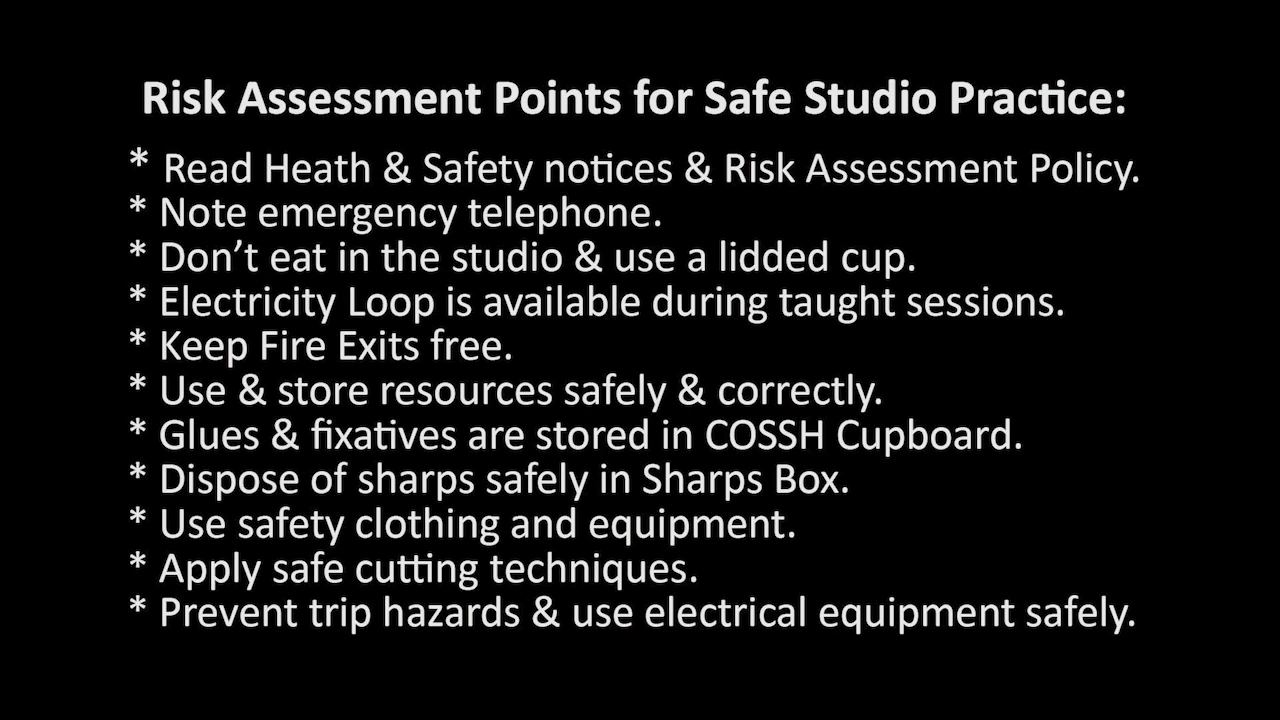 Risk Assessment Points for Safe Studio Practice:
* Read Heath & Safety notices & Risk Assessment Policy.
* Note emergency telephone.
* Don’t eat in the studio & use a lidded cup.
* Electricity Loop is available during taught sessions.
* Keep Fire Exits free.
* Use & store resources safely & correctly.
* Glues & fixatives are stored in COSSH Cupboard.
* Dispose of sharps safely in Sharps Box.
* Use safety clothing and equipment.
* Apply safe cutting techniques.
* Prevent trip hazards & use electrical equipment safely.